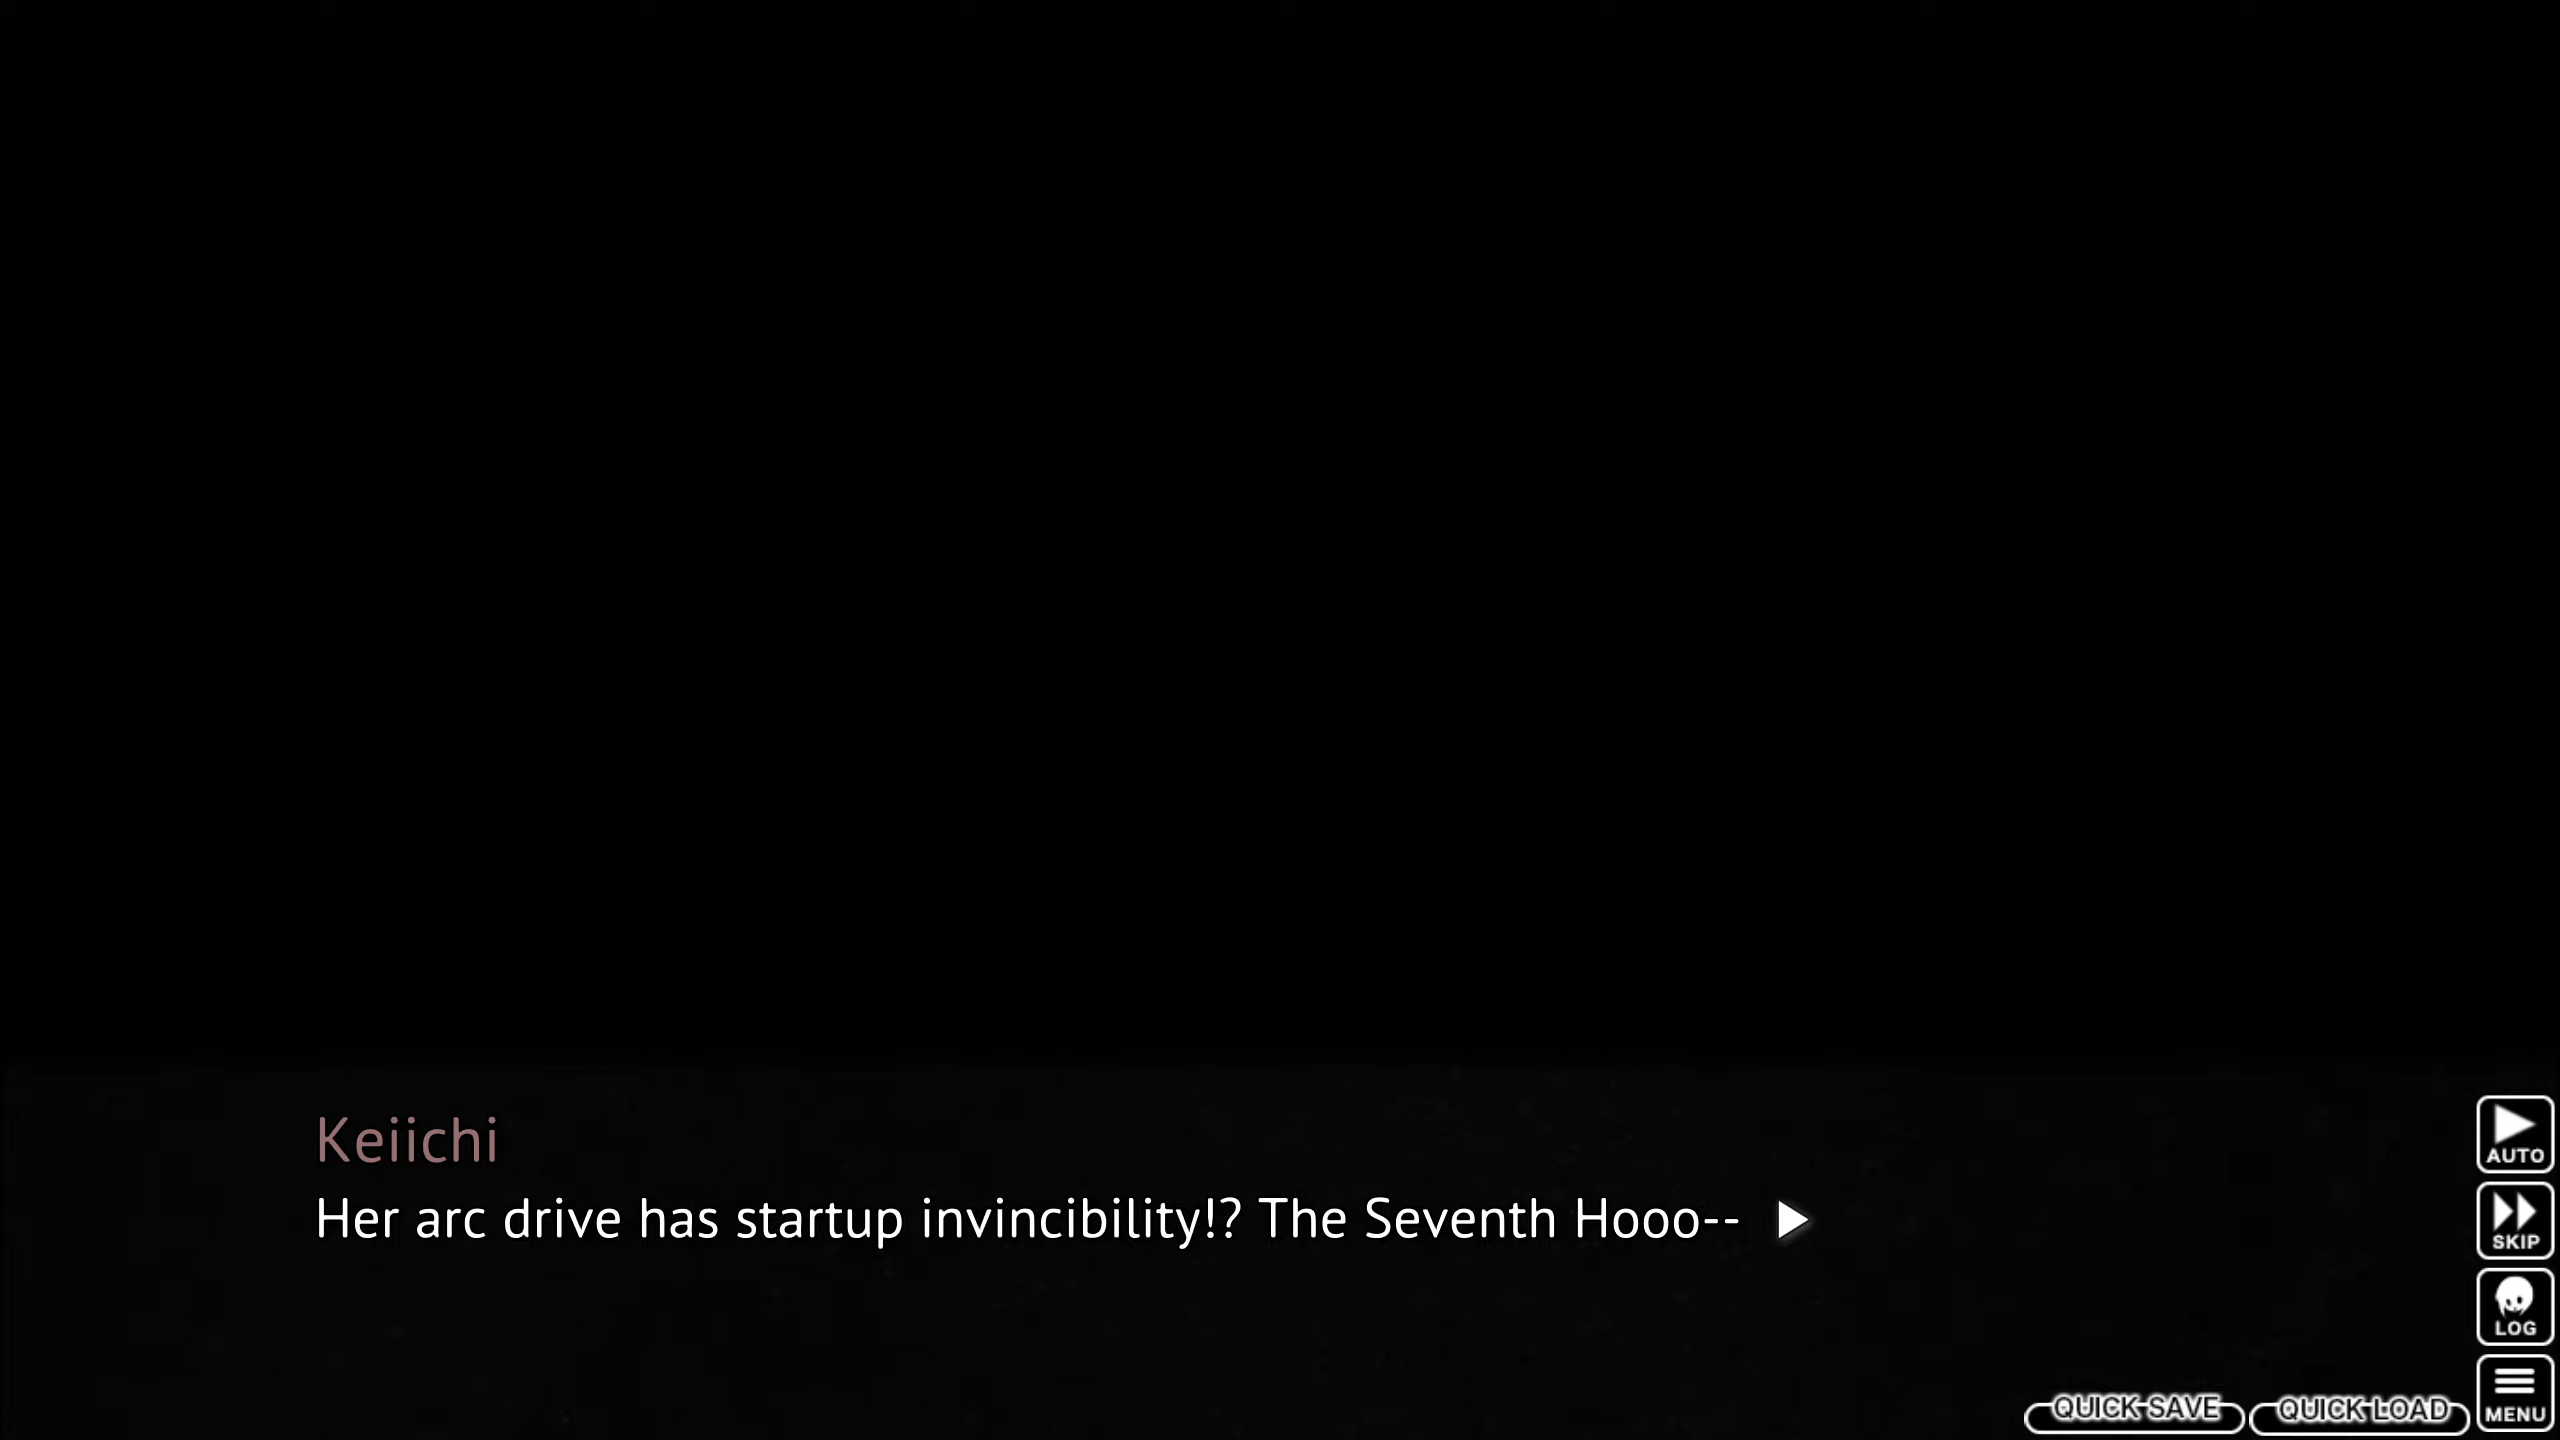 Keiichi
Her arc drive has startup invincibility!? The Seventh Hooo--
AUTO
SKIP
LOG
MENU
QUICK SAVE
QUICK LOAD